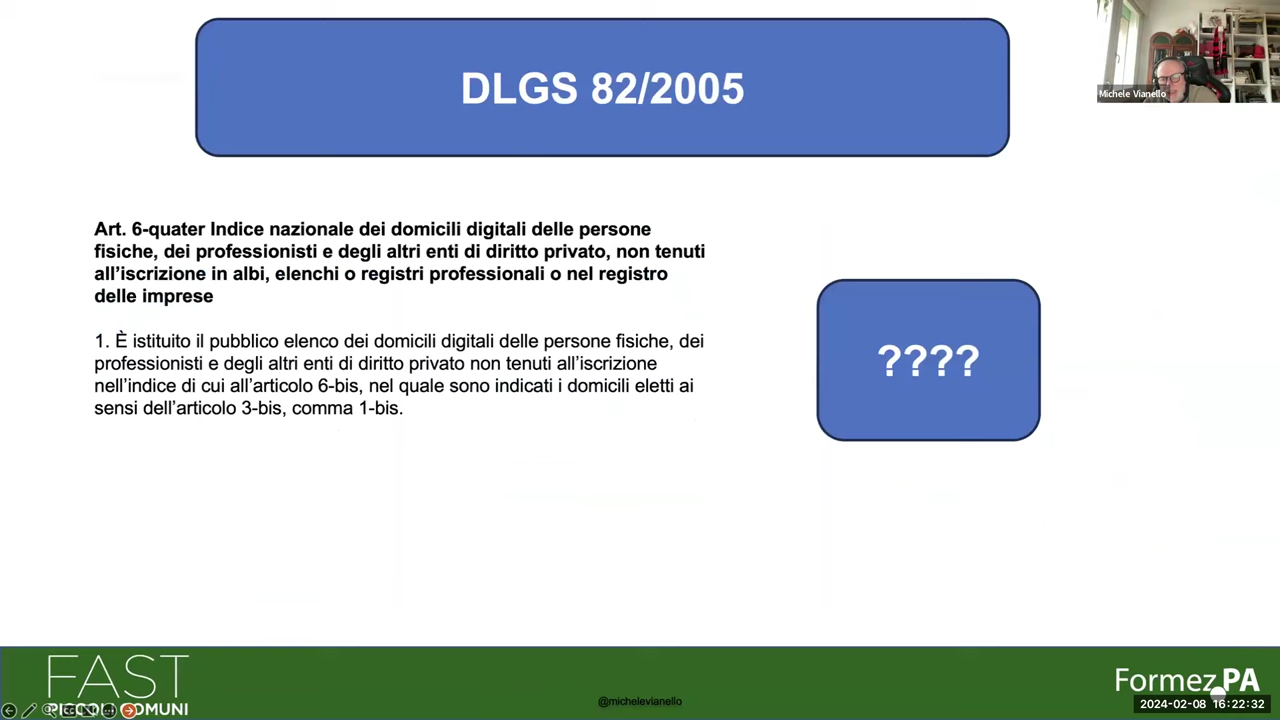 DLGS 82/2005
Michele Vianello
Art. 6-quater Indice nazionale dei domicili digitali delle persone
fisiche, dei professionisti e degli altri enti di diritto privato, non tenuti
all’iscrizione in albi, elenchi o registri professionali o nel registro
delle imprese
1. È istituito il pubblico elenco dei domicili digitali delle persone fisiche, dei
professionisti e degli altri enti di diritto privato non tenuti all’iscrizione
nell’indice di cui all’articolo 6-bis, nel quale sono indicati i domicili eletti ai
sensi dell’articolo 3-bis, comma 1-bis.
????
FAST
PICCOLI COMUNI
@michelevianello
FormezPA
2024-02-08 16:22:32